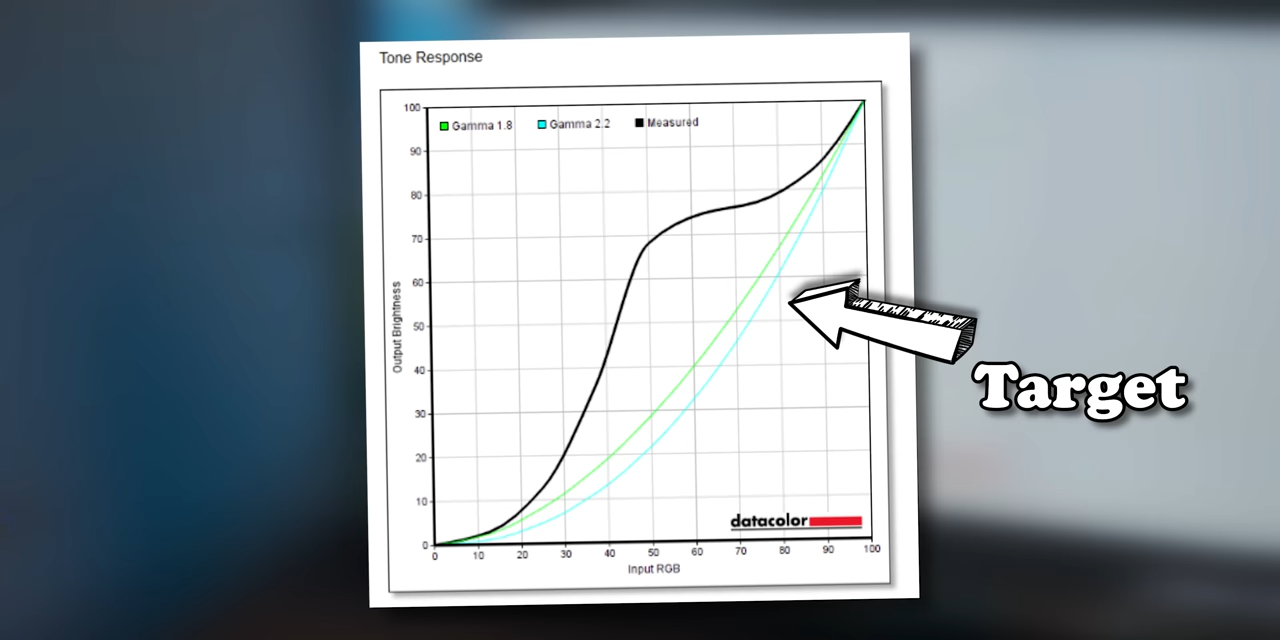 Tone Response
Gamma 1.8 Gamma 2.2 Measured
100
90
80
70
60
50
40
30
20
10
0
Output Brightness
0 10 20 30 40 50 60 70 80 90 100
Input RGB
datacolor
Target